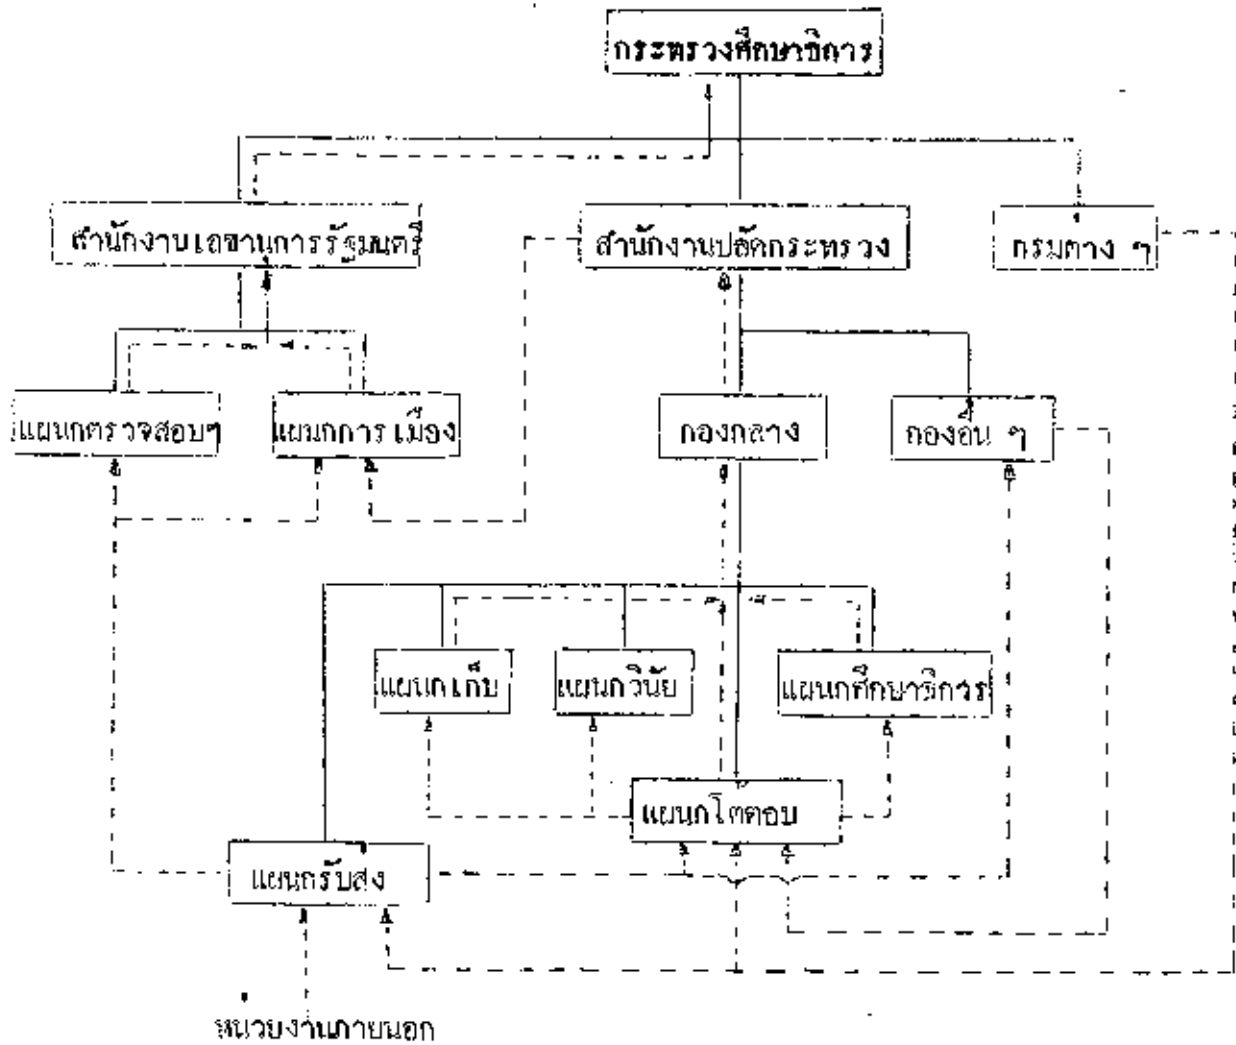 กระทรวงศึกษาธิการ
สำนักงานเลขานุการรัฐมนตรี
สำนักงานปลัดกระทรวง
กรมต่าง ๆ
แผนกตรวจสอบฯ
แผนกการเมือง
กองกลาง
กองอื่น ๆ
แผนกเก็บ
แผนกวินัย
แผนกศึกษาธิการ
แผนกโต้ตอบ
แผนกรับส่ง
หน่วยงานภายนอก